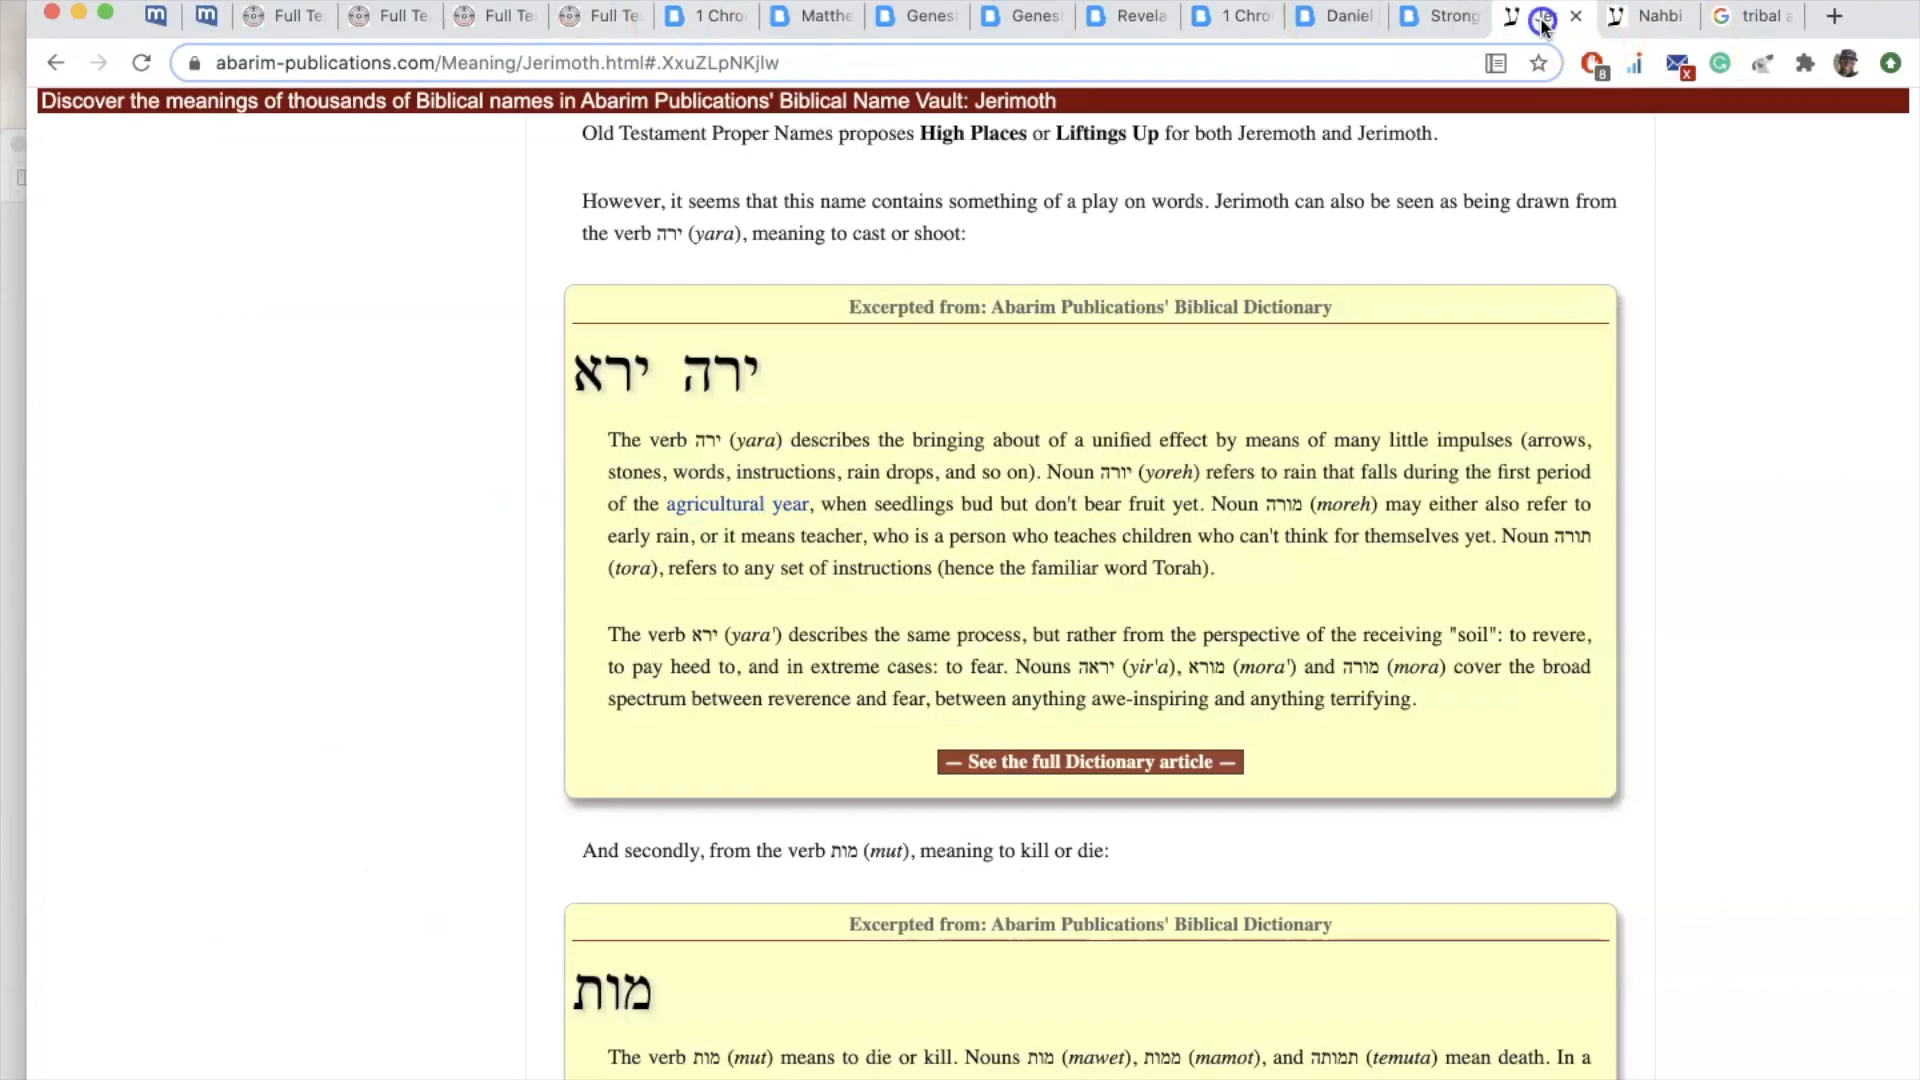 Full Te
Full Te
Full Te
Full Te
1 Chro
Matthe
Genes
Genesi
Revela
1 Chro
Daniel
Strong
Je
Nahbi
tribal a
abarim-publications.com/Meaning/Jerimoth.html#.XxuZLpNKjlw
8
X
Discover the meanings of thousands of Biblical names in Abarim Publications' Biblical Name Vault: Jerimoth
Old Testament Proper Names proposes High Places or Liftings Up for both Jeremoth and Jerimoth.
However, it seems that this name contains something of a play on words. Jerimoth can also be seen as being drawn from
the verb ירה (yara), meaning to cast or shoot:
Excerpted from: Abarim Publications' Biblical Dictionary
ירה ירא
The verb ירה (yara) describes the bringing about of a unified effect by means of many little impulses (arrows,
stones, words, instructions, rain drops, and so on). Noun יורה (yoreh) refers to rain that falls during the first period
of the agricultural year, when seedlings bud but don't bear fruit yet. Noun מורה (moreh) may either also refer to
early rain, or it means teacher, who is a person who teaches children who can't think for themselves yet. Noun תורה
(tora), refers to any set of instructions (hence the familiar word Torah).
The verb ירא (yara') describes the same process, but rather from the perspective of the receiving "soil": to revere,
to pay heed to, and in extreme cases: to fear. Nouns יראה (yir'a), מורא (mora') and מורה (mora) cover the broad
spectrum between reverence and fear, between anything awe-inspiring and anything terrifying.
— See the full Dictionary article —
And secondly, from the verb מות (mut), meaning to kill or die:
Excerpted from: Abarim Publications' Biblical Dictionary
מות
The verb מות (mut) means to die or kill. Nouns מות (mawet), ממות (mamot), and תמותה (temuta) mean death. In a